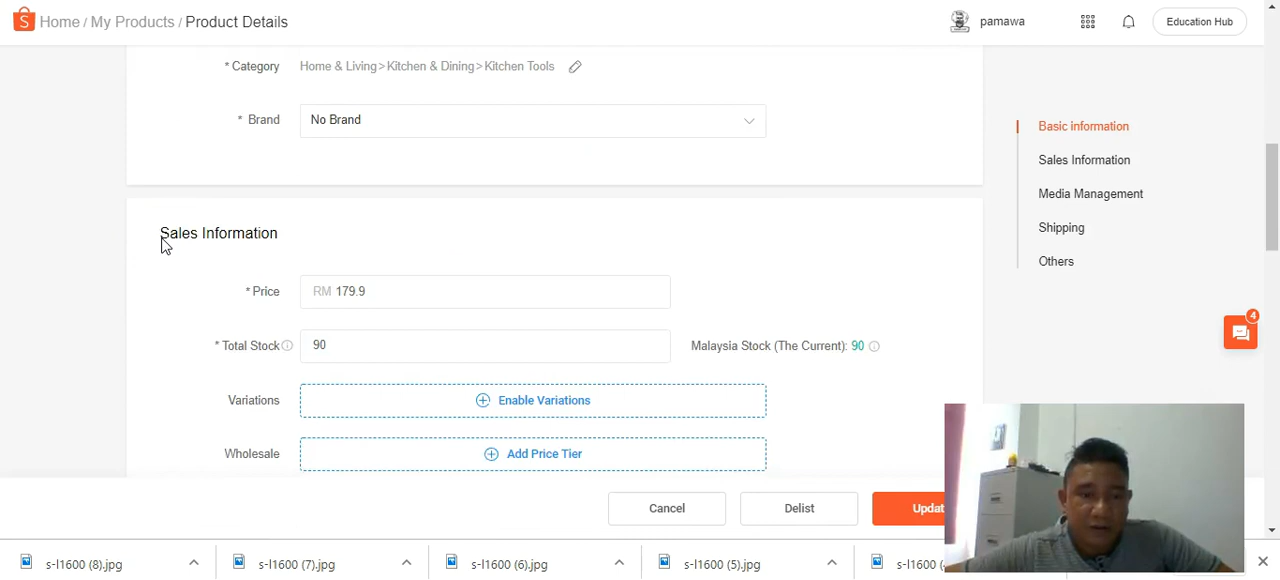 Home / My Products / Product Details
pamawa
Education Hub
* Category Home & Living > Kitchen & Dining > Kitchen Tools
* Brand No Brand
Basic information
Sales Information
Media Management
Shipping
Others
Sales Information
* Price RM 179.9
* Total Stock 90 Malaysia Stock (The Current): 90
4
Variations Enable Variations
Wholesale Add Price Tier
Cancel Delist Updat
s-l1600 (8).jpg s-l1600 (7).jpg s-l1600 (6).jpg s-l1600 (5).jpg s-l1600 (